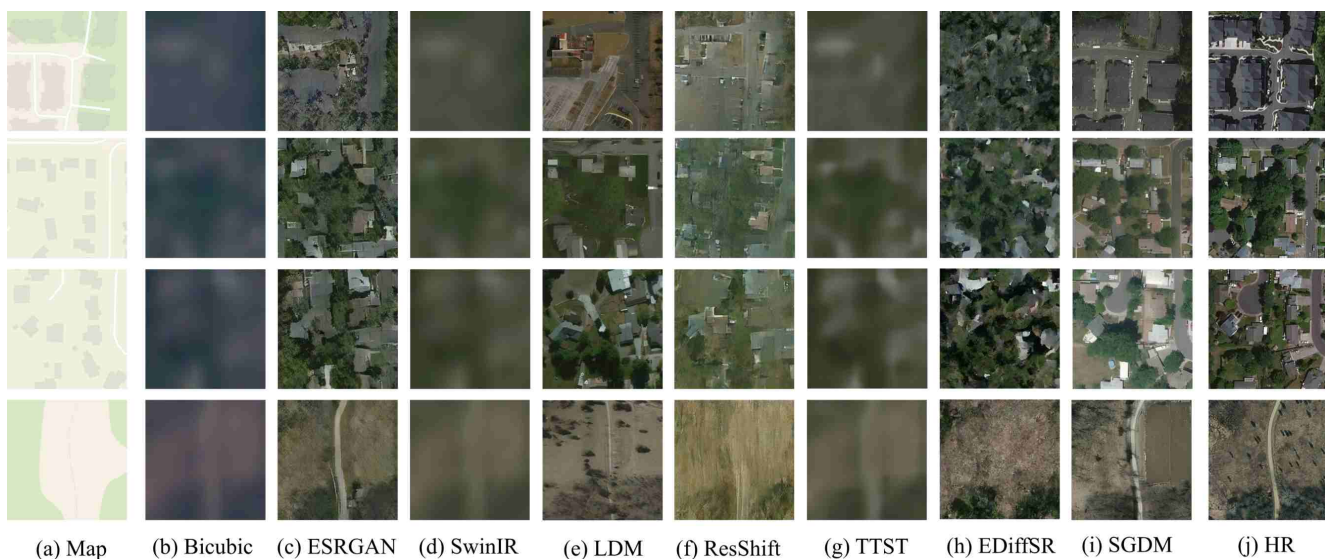 (a) Map (b) Bicubic (c) ESRGAN (d) SwinIR (e) LDM (f) ResShift (g) TTST (h) EDiffSR (i) SGDM (j) HR